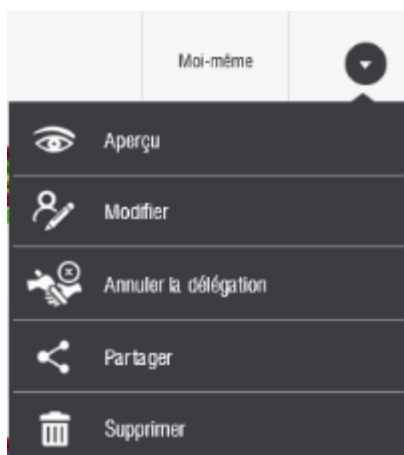 Moi-même
Aperçu
Modifier
Annuler la délégation
Partager
Supprimer